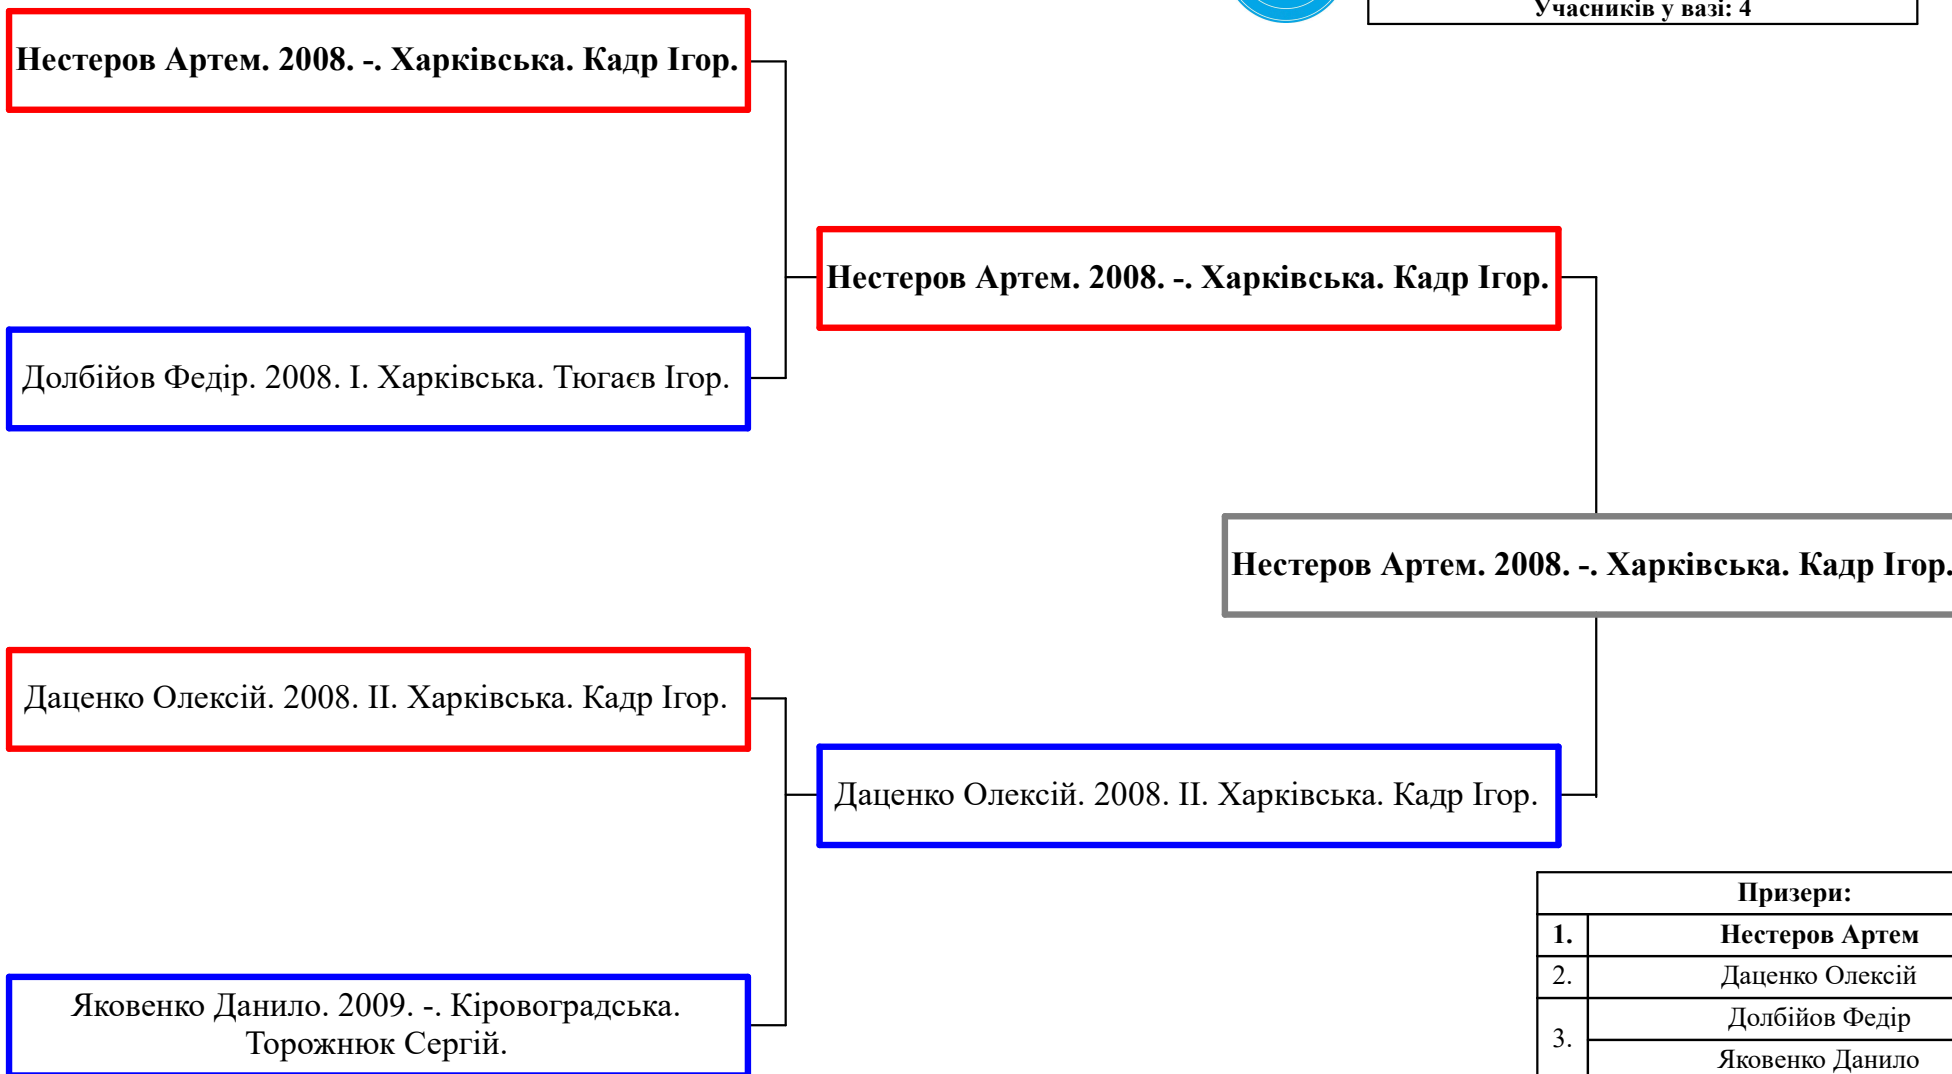 Учасників у вазі: 4
Нестеров Артем. 2008. -. Харківська. Кадр Ігор.
Долбійов Федір. 2008. I. Харківська. Тюгаєв Ігор.
Нестеров Артем. 2008. -. Харківська. Кадр Ігор.
Нестеров Артем. 2008. -. Харківська. Кадр Ігор.
Даценко Олексій. 2008. II. Харківська. Кадр Ігор.
Даценко Олексій. 2008. II. Харківська. Кадр Ігор.
Яковенко Данило. 2009. -. Кіровоградська.
Торожнюк Сергій.
Призери:
1. Нестеров Артем
2. Даценко Олексій
3. Долбійов Федір
Яковенко Данило